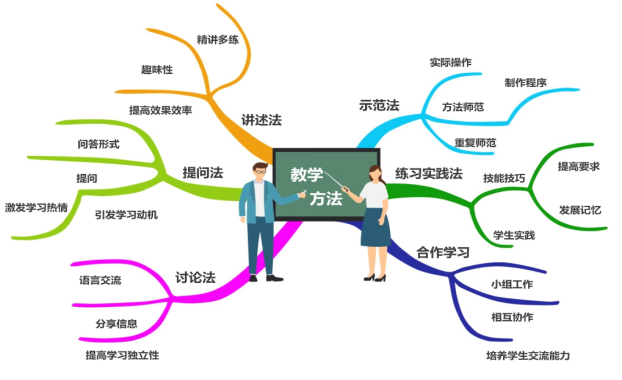 教学
方法
讲述法
精讲多练
趣味性
提高效果效率
提问法
问答形式
提问
激发学习热情
引发学习动机
讨论法
语言交流
分享信息
提高学习独立性
示范法
实际操作
方法师范
制作程序
重复师范
练习实践法
技能技巧
提高要求
发展记忆
学生实践
合作学习
小组工作
相互协作
培养学生交流能力